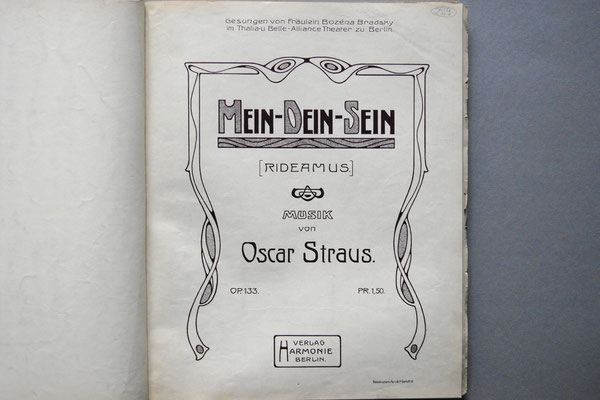 Gesungen von Fräulein Bozena Bradsky
im Thalia-u Belle-Alliance Theater zu Berlin.
MEIN-DEIN-SEIN
[RIDEAMUS.]
MUSIK
von
Oscar Straus.
OP. 133. PR. 1,50.
VERLAG
HARMONIE
BERLIN.